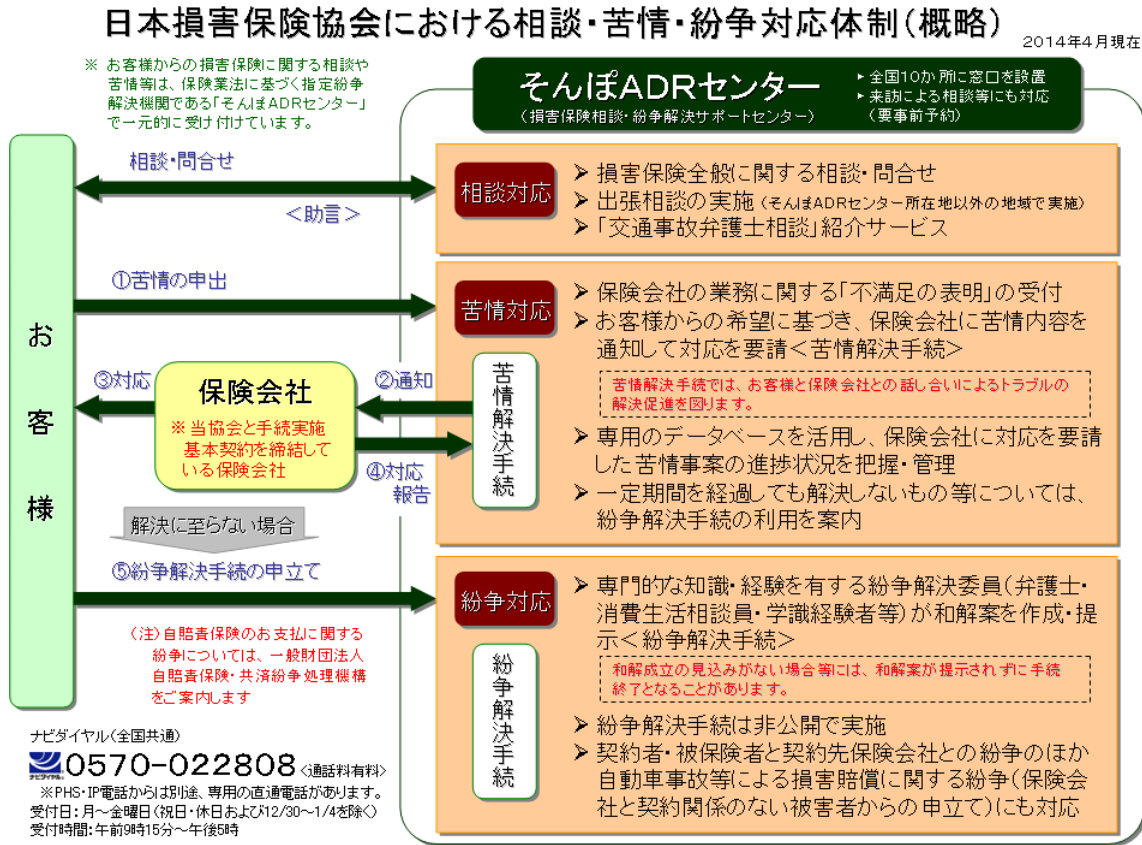 日本損害保険協会における相談・苦情・紛争対応体制(概略)
2014年4月現在
※ お客様からの損害保険に関する相談や
苦情等は、保険業法に基づく指定紛争
解決機関である「そんぽADRセンター」
で一元的に受け付けています。
そんぽADRセンター
(損害保険相談・紛争解決サポートセンター)
▸全国10か所に窓口を設置
▸来訪による相談等にも対応
(要事前予約)
お客様
相談・問合せ
<助言>
相談対応
➢ 損害保険全般に関する相談・問合せ
➢ 出張相談の実施(そんぽADRセンター所在地以外の地域で実施)
➢ 「交通事故弁護士相談」紹介サービス
①苦情の申出
苦情対応
➢ 保険会社の業務に関する「不満足の表明」の受付
➢ お客様からの希望に基づき、保険会社に苦情内容を
通知して対応を要請<苦情解決手続>
苦情解決手続では、お客様と保険会社との話し合いによるトラブルの
解決促進を図ります。
➢ 専用のデータベースを活用し、保険会社に対応を要請
した苦情事案の進捗状況を把握・管理
➢ 一定期間を経過しても解決しないもの等については、
紛争解決手続の利用を案内
苦情解決手続
③対応
保険会社
※当協会と手続実施
基本契約を締結して
いる保険会社
②通知
④対応
報告
解決に至らない場合
⑤紛争解決手続の申立て
紛争対応
➢ 専門的な知識・経験を有する紛争解決委員(弁護士・
消費生活相談員・学識経験者等)が和解案を作成・提
示<紛争解決手続>
和解成立の見込みがない場合等には、和解案が提示されずに手続
終了となることがあります。
➢ 紛争解決手続は非公開で実施
➢ 契約者・被保険者と契約先保険会社との紛争のほか
自動車事故等による損害賠償に関する紛争(保険会
社と契約関係のない被害者からの申立て)にも対応
紛争解決手続
(注)自賠責保険のお支払に関する
紛争については、一般財団法人
自賠責保険・共済紛争処理機構
をご案内します
ナビダイヤル(全国共通)
ナビダイヤル
0570-022808<通話料有料>
※PHS・IP電話からは別途、専用の直通電話があります。
受付日:月~金曜日(祝日・休日および12/30~1/4を除く)
受付時間:午前9時15分~午後5時